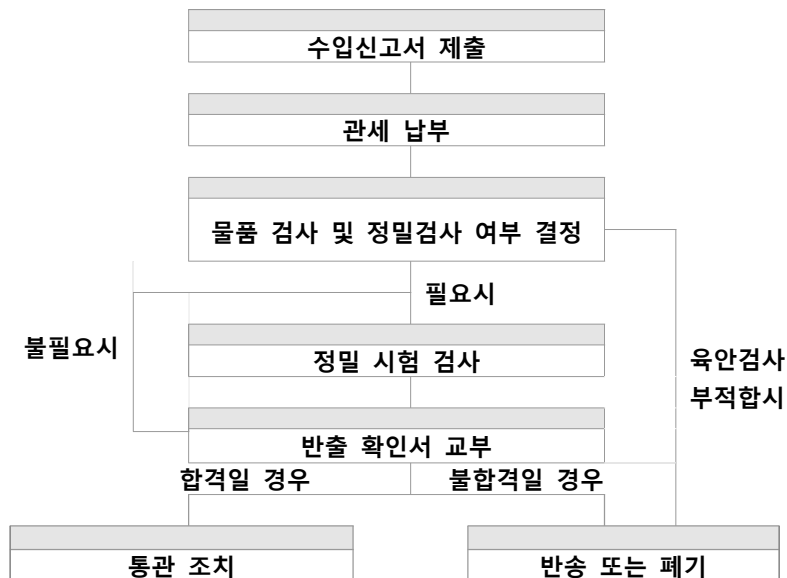 수입신고서 제출
관세 납부
물품 검사 및 정밀검사 여부 결정
필요시
불필요시
정밀 시험 검사
육안검사
부적합시
반출 확인서 교부
합격일 경우
불합격일 경우
통관 조치
반송 또는 폐기